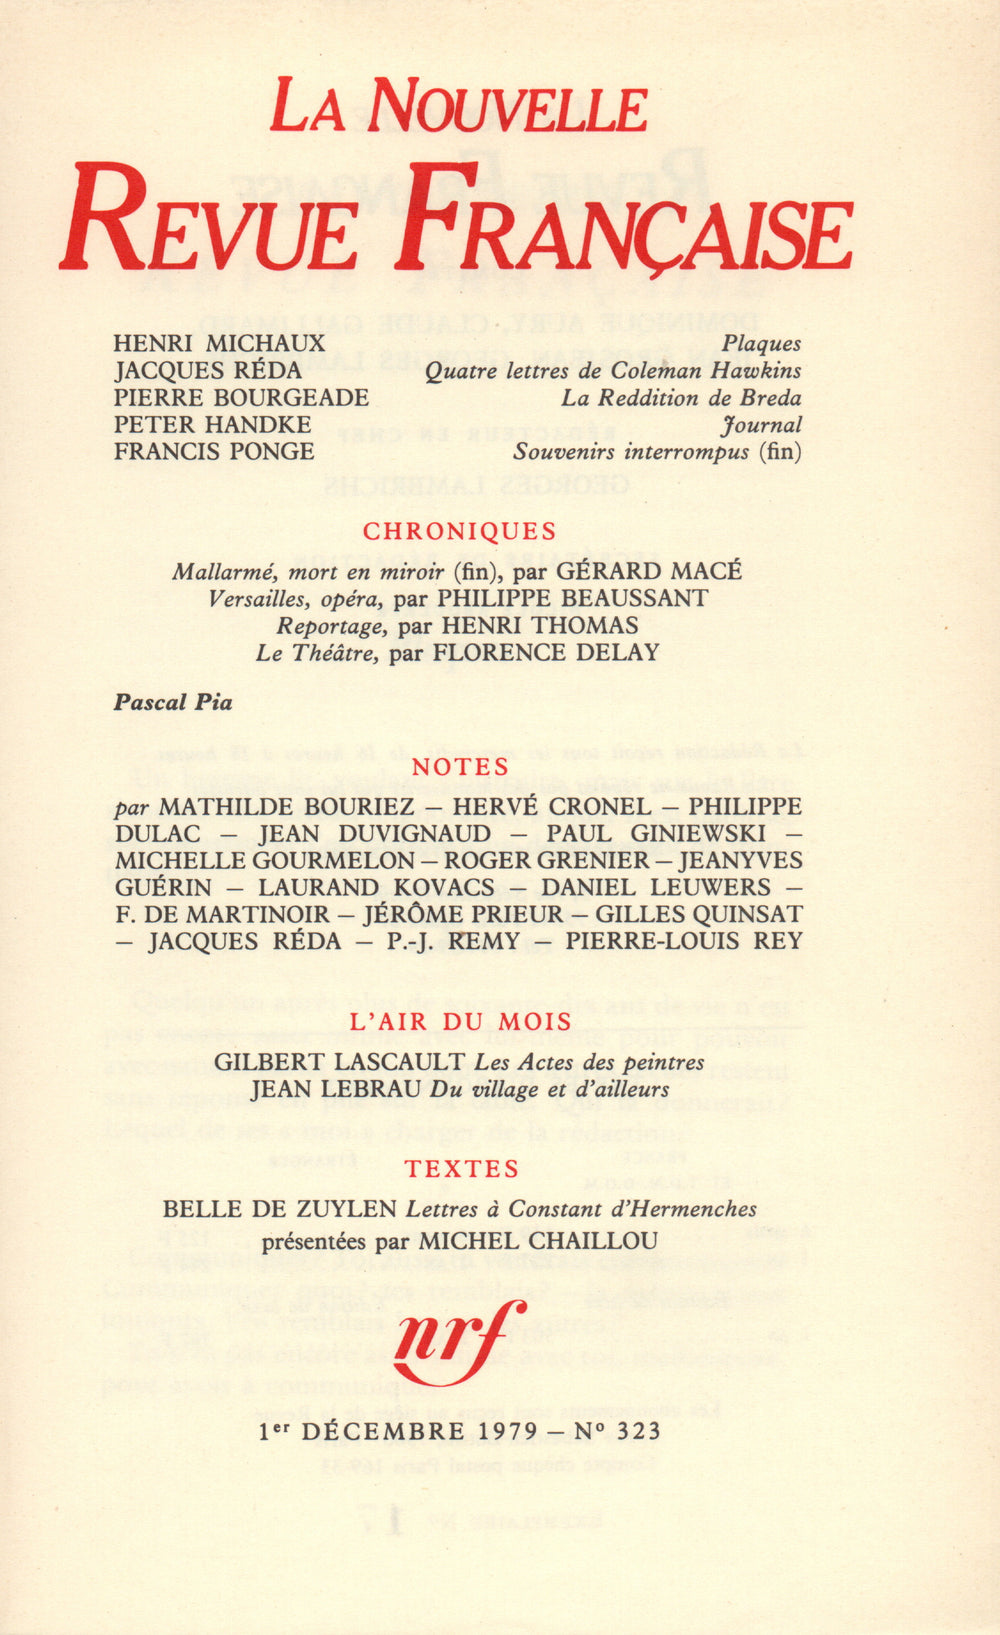 LA NOUVELLE
REVUE FRANÇAISE
HENRI MICHAUX Plaques
JACQUES RÉDA Quatre lettres de Coleman Hawkins
PIERRE BOURGEADE La Reddition de Breda
PETER HANDKE Journal
FRANCIS PONGE Souvenirs interrompus (fin)
CHRONIQUES
Mallarmé, mort en miroir (fin), par GÉRARD MACÉ
Versailles, opéra, par PHILIPPE BEAUSSANT
Reportage, par HENRI THOMAS
Le Théâtre, par FLORENCE DELAY
Pascal Pia
NOTES
par MATHILDE BOURIEZ – HERVÉ CRONEL – PHILIPPE
DULAC – JEAN DUVIGNAUD – PAUL GINIEWSKI –
MICHELLE GOURMELON – ROGER GRENIER – JEANYVES
GUÉRIN – LAURAND KOVACS – DANIEL LEUWERS –
F. DE MARTINOIR – JÉRÔME PRIEUR – GILLES QUINSAT
– JACQUES RÉDA – P.-J. REMY – PIERRE-LOUIS REY
L'AIR DU MOIS
GILBERT LASCAULT Les Actes des peintres
JEAN LEBRAU Du village et d'ailleurs
TEXTES
BELLE DE ZUYLEN Lettres à Constant d'Hermenches
présentées par MICHEL CHAILLOU
nrf
1er DÉCEMBRE 1979 – Nº 323